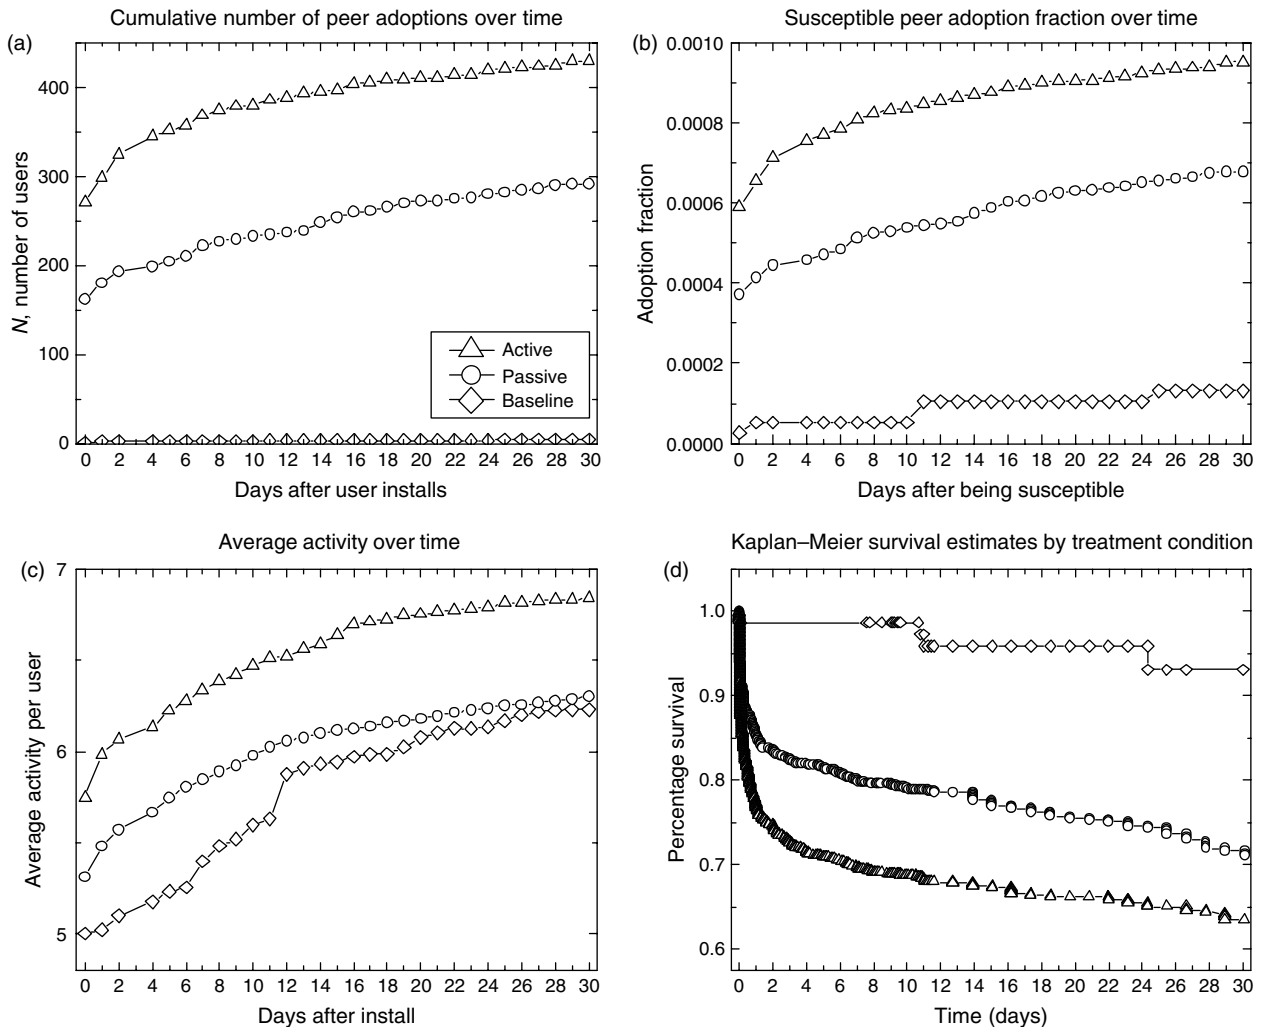 Cumulative number of peer adoptions over time
(a)
400
300
200
100
0
N, number of users
Active
Passive
Baseline
0 2 4 6 8 10 12 14 16 18 20 22 24 26 28 30
Days after user installs
Susceptible peer adoption fraction over time
(b)
0.0010
0.0008
0.0006
0.0004
0.0002
0.0000
Adoption fraction
0 2 4 6 8 10 12 14 16 18 20 22 24 26 28 30
Days after being susceptible
Average activity over time
(c)
7
6
5
Average activity per user
0 2 4 6 8 10 12 14 16 18 20 22 24 26 28 30
Days after install
Kaplan–Meier survival estimates by treatment condition
(d)
1.0
0.9
0.8
0.7
0.6
Percentage survival
0 2 4 6 8 10 12 14 16 18 20 22 24 26 28 30
Time (days)